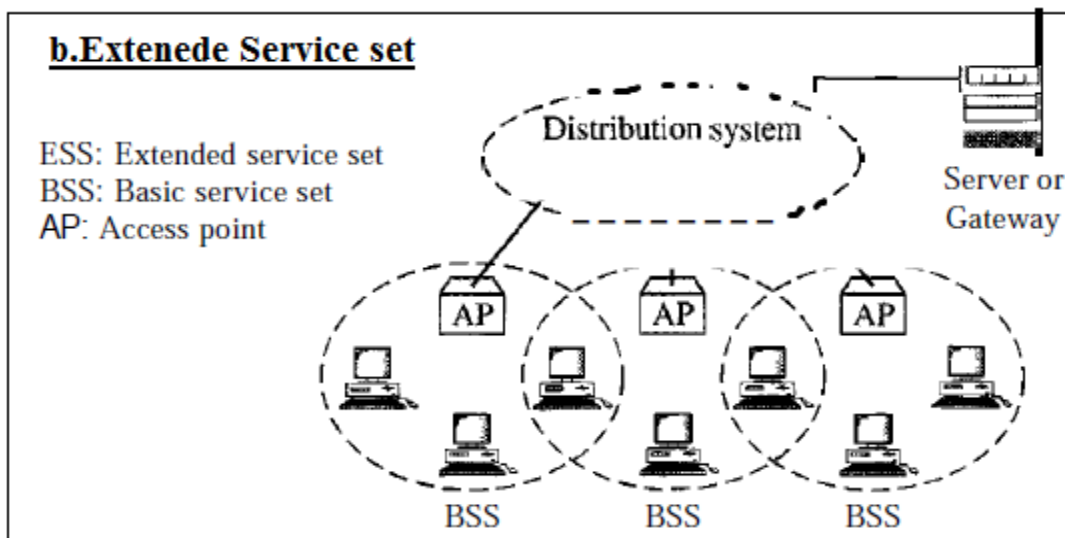 b.Extenede Service set
Distribution system
ESS: Extended service set
BSS: Basic service set
AP: Access point
Server or
Gateway
AP
AP
AP
BSS
BSS
BSS